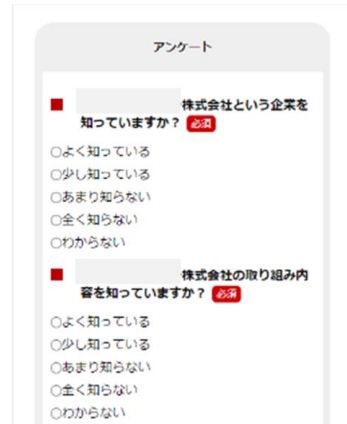 アンケート
■ 株式会社という企業を
知っていますか？ 必須
○よく知っている
○少し知っている
○あまり知らない
○全く知らない
○わからない
■ 株式会社の取り組み内
容を知っていますか？ 必須
○よく知っている
○少し知っている
○あまり知らない
○全く知らない
○わからない